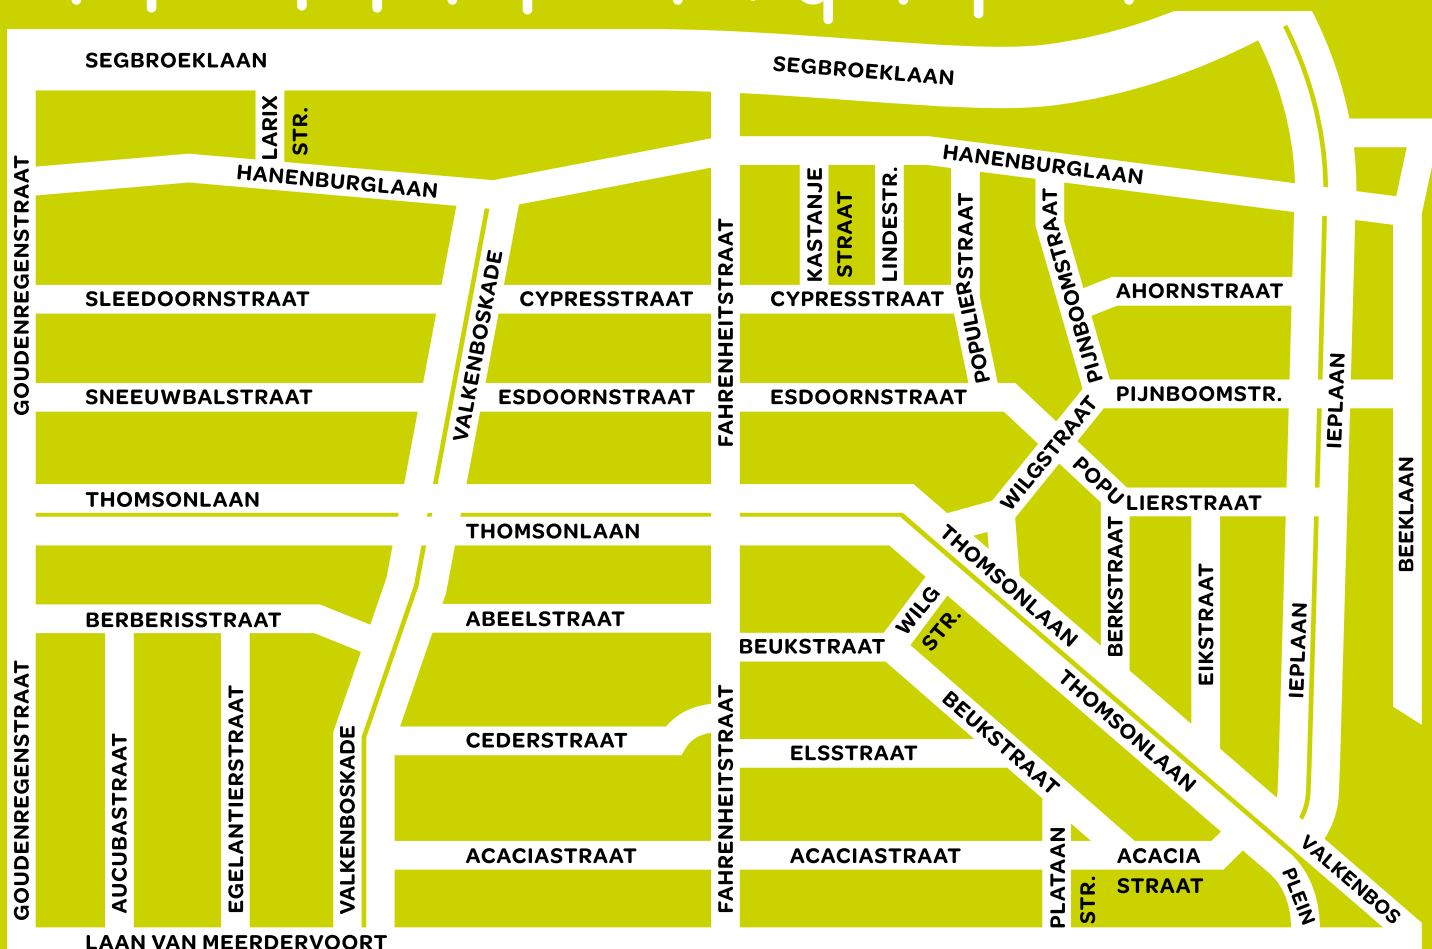 SEGBROEKLAAN
SEGBROEKLAAN
LARIX
STR.
HANENBURGLAAN
HANENBURGLAAN
GOUDENREGENSTRAAT
KASTANJE
STRAAT
LINDESTR.
POPULIERSTRAAT
PIJNBOOMSTRAAT
FAHRENHEITSTRAAT
VALKENBOSKADE
SLEEDOORNSTRAAT
CYPRESSTRAAT
CYPRESSTRAAT
AHORNSTRAAT
SNEEUWBALSTRAAT
ESDOORNSTRAAT
ESDOORNSTRAAT
PIJNBOOMSTR.
IEPLAAN
WILGSTRAAT
POPU
LIERSTRAAT
BEEKLAAN
THOMSONLAAN
THOMSONLAAN
THOMSONLAAN
BERKSTRAAT
EIKSTRAAT
IEPLAAN
BERBERISSTRAAT
ABEELSTRAAT
WILG
STR.
BEUKSTRAAT
GOUDENREGENSTRAAT
AUCUBASTRAAT
EGELANTIERSTRAAT
VALKENBOSKADE
CEDERSTRAAT
FAHRENHEITSTRAAT
ELSSTRAAT
BEUKSTRAAT
THOMSONLAAN
ACACIASTRAAT
ACACIASTRAAT
PLATAAN
STR.
ACACIA
STRAAT
VALKENBOS
PLEIN
LAAN VAN MEERDERVOORT